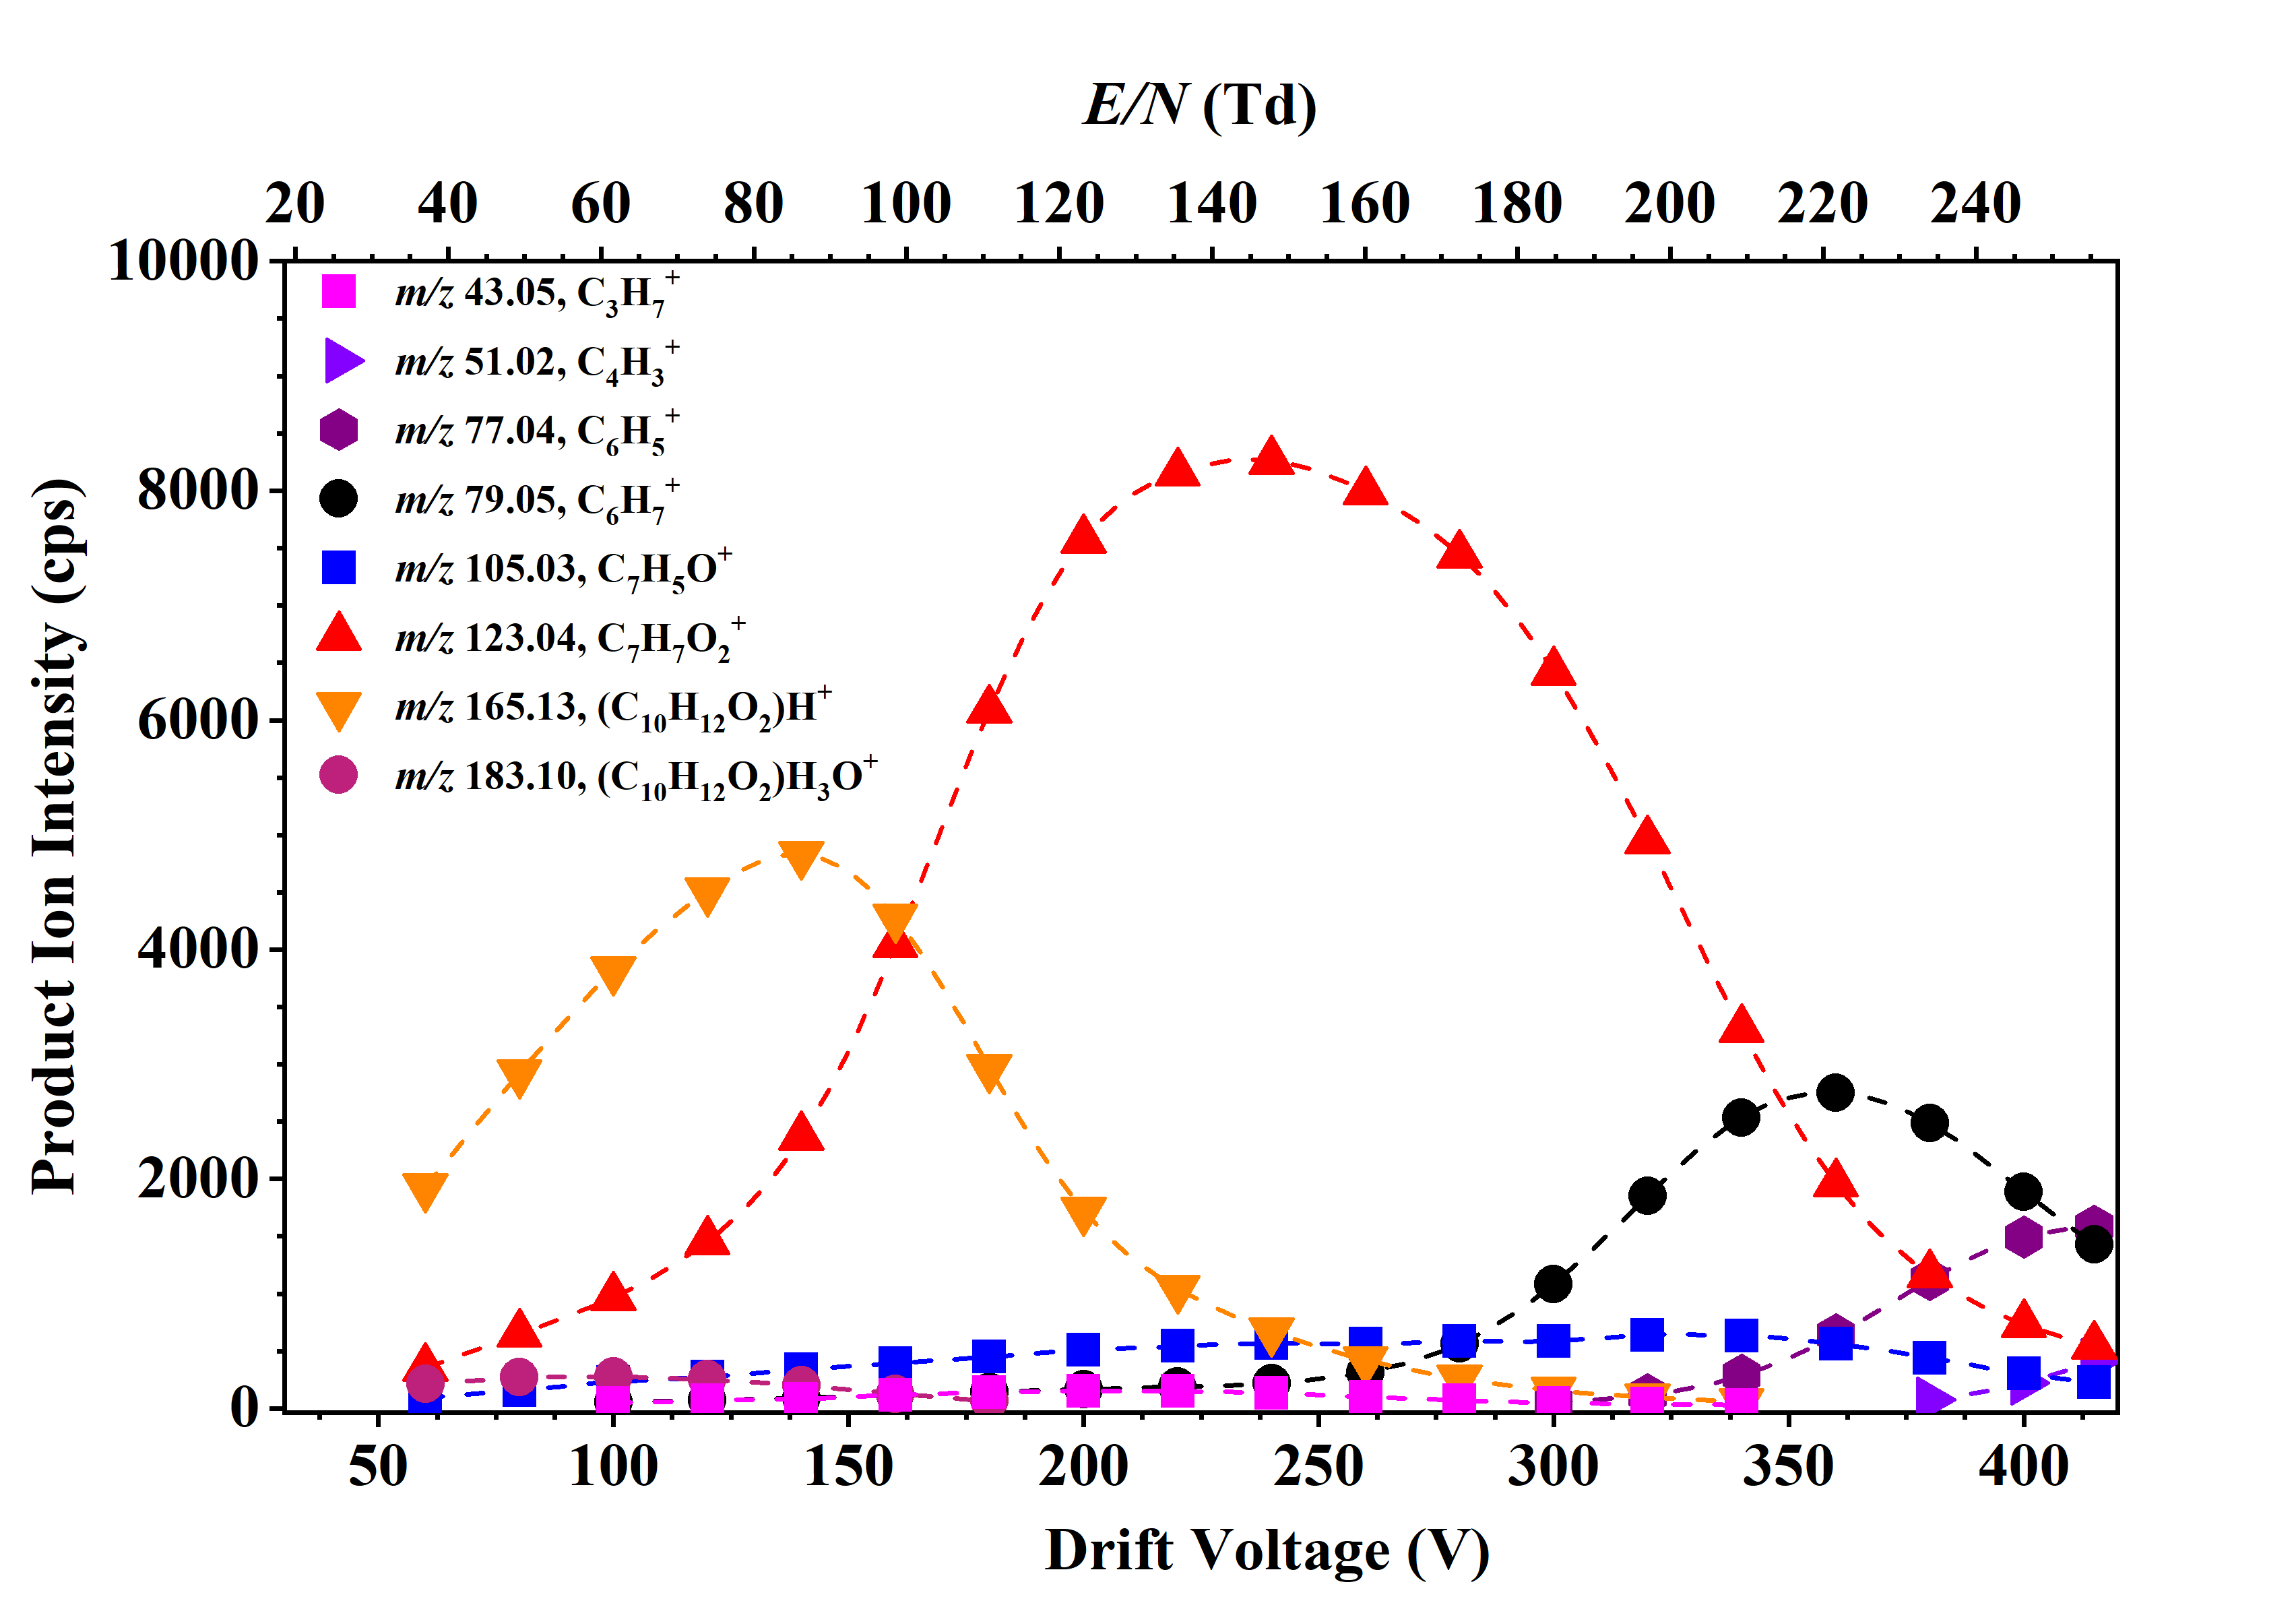 E/N (Td)
20 40 60 80 100 120 140 160 180 200 220 240
10000
8000
6000
4000
2000
0
Product Ion Intensity (cps)
m/z 43.05, C₃H₇⁺
m/z 51.02, C₄H₃⁺
m/z 77.04, C₆H₅⁺
m/z 79.05, C₆H₇⁺
m/z 105.03, C₇H₅O⁺
m/z 123.04, C₇H₇O₂⁺
m/z 165.13, (C₁₀H₁₂O₂)H⁺
m/z 183.10, (C₁₀H₁₂O₂)H₃O⁺
50 100 150 200 250 300 350 400
Drift Voltage (V)